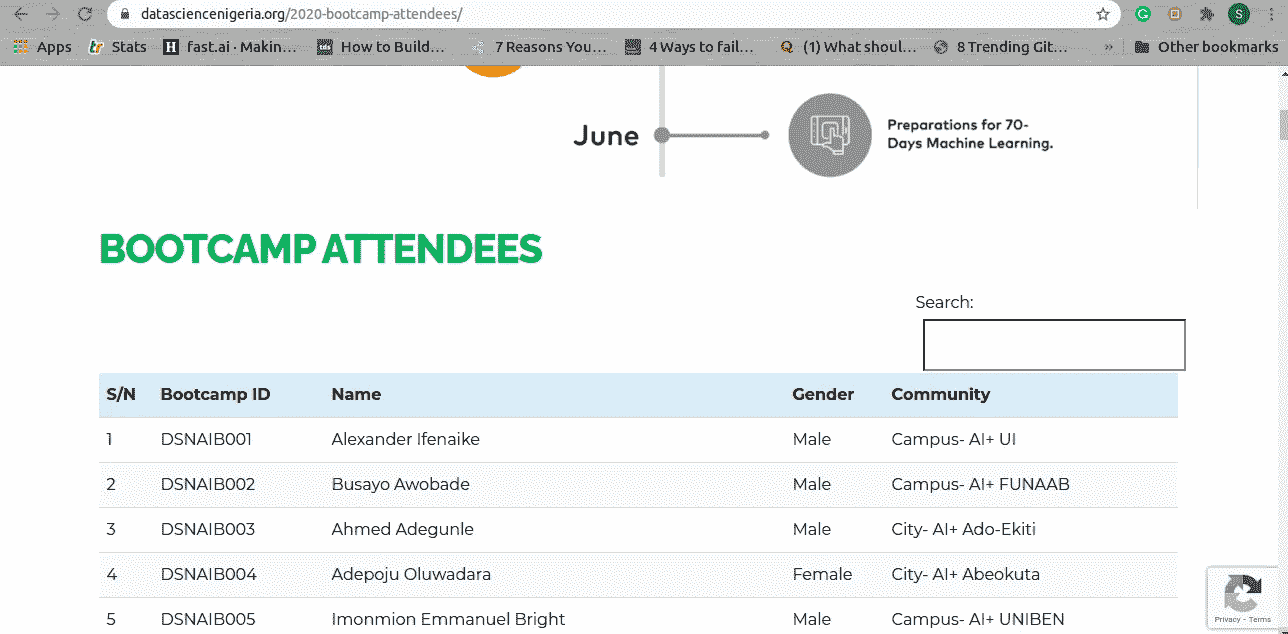 datasciencenigeria.org/2020-bootcamp-attendees/
S
Apps Stats H fast.ai · Makin... How to Build... 7 Reasons You... 4 Ways to fail... Q (1) What shoul... 8 Trending Git... » Other bookmarks
June
Preparations for 70-
Days Machine Learning.
BOOTCAMP ATTENDEES
Search:
S/N Bootcamp ID Name Gender Community
1 DSNAIB001 Alexander Ifenaike Male Campus- AI+ UI
2 DSNAIB002 Busayo Awobade Male Campus- AI+ FUNAAB
3 DSNAIB003 Ahmed Adegunle Male City- AI+ Ado-Ekiti
4 DSNAIB004 Adepoju Oluwadara Female City- AI+ Abeokuta
5 DSNAIB005 Imonmion Emmanuel Bright Male Campus- AI+ UNIBEN
Privacy - Terms